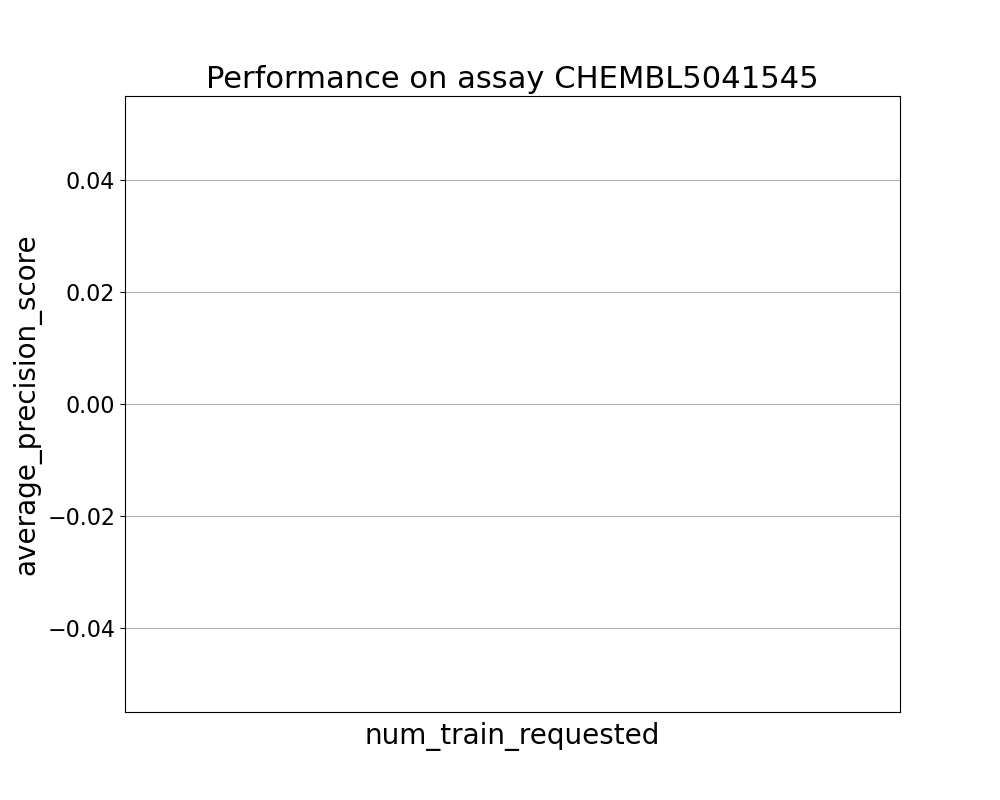 Performance on assay CHEMBL5041545
average_precision_score
0.04
0.02
0.00
−0.02
−0.04
num_train_requested